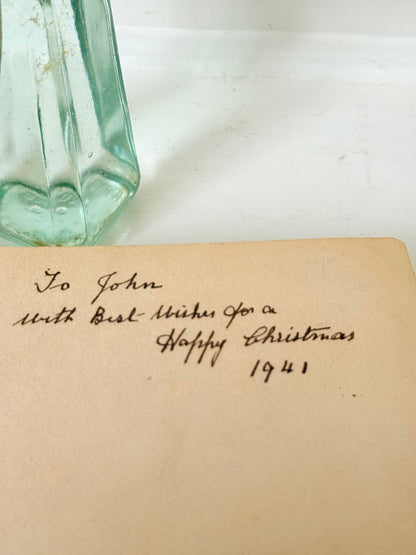 To John
With Best Wishes for a
Happy Christmas
1941